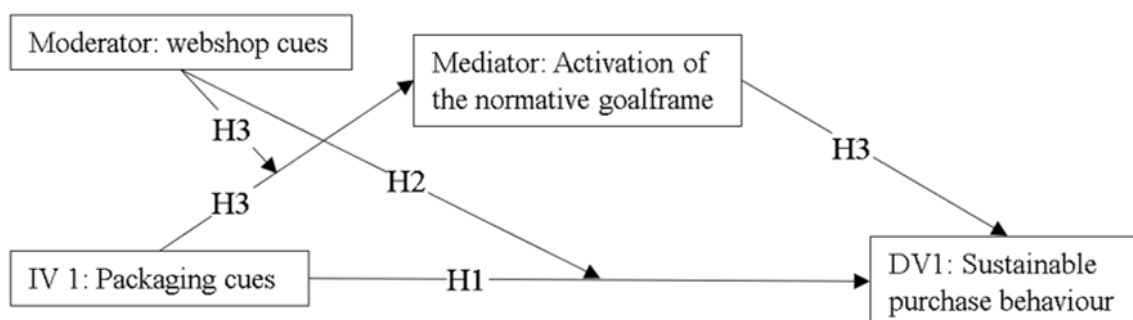 Moderator: webshop cues
Mediator: Activation of
the normative goalframe
H3
H3
H2
H3
IV 1: Packaging cues
H1
DV1: Sustainable
purchase behaviour